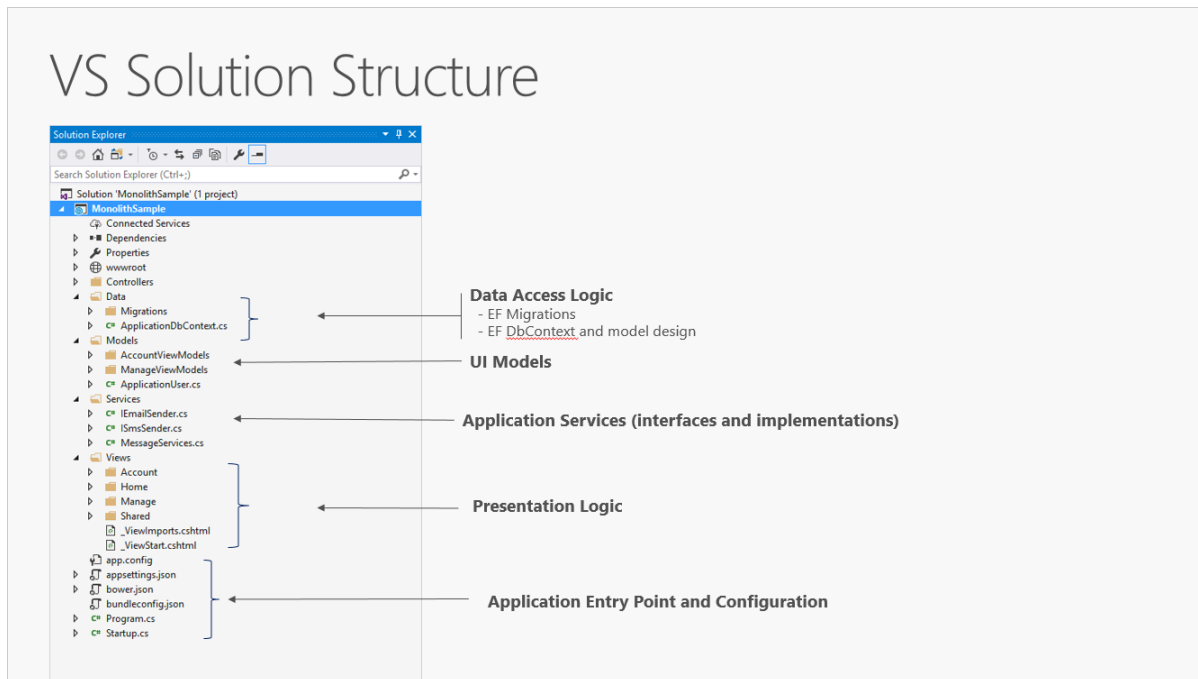 VS Solution Structure
Solution Explorer
Search Solution Explorer (Ctrl+;)
Solution 'MonolithSample' (1 project)
MonolithSample
Connected Services
Dependencies
Properties
wwwroot
Controllers
Data
Migrations
ApplicationDbContext.cs
Models
AccountViewModels
ManageViewModels
ApplicationUser.cs
Services
IEmailSender.cs
ISmsSender.cs
MessageServices.cs
Views
Account
Home
Manage
Shared
_ViewImports.cshtml
_ViewStart.cshtml
app.config
appsettings.json
bower.json
bundleconfig.json
C# Program.cs
C# Startup.cs
Data Access Logic
- EF Migrations
- EF DbContext and model design
UI Models
Application Services (interfaces and implementations)
Presentation Logic
Application Entry Point and Configuration